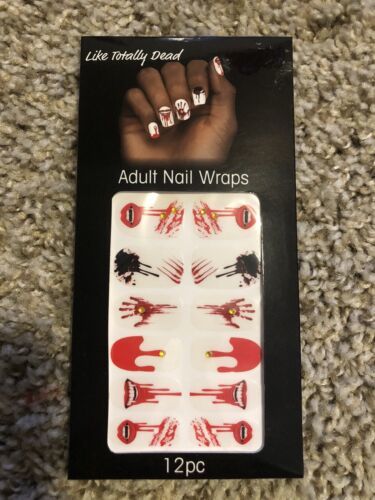 Like Totally Dead
Adult Nail Wraps
12pc